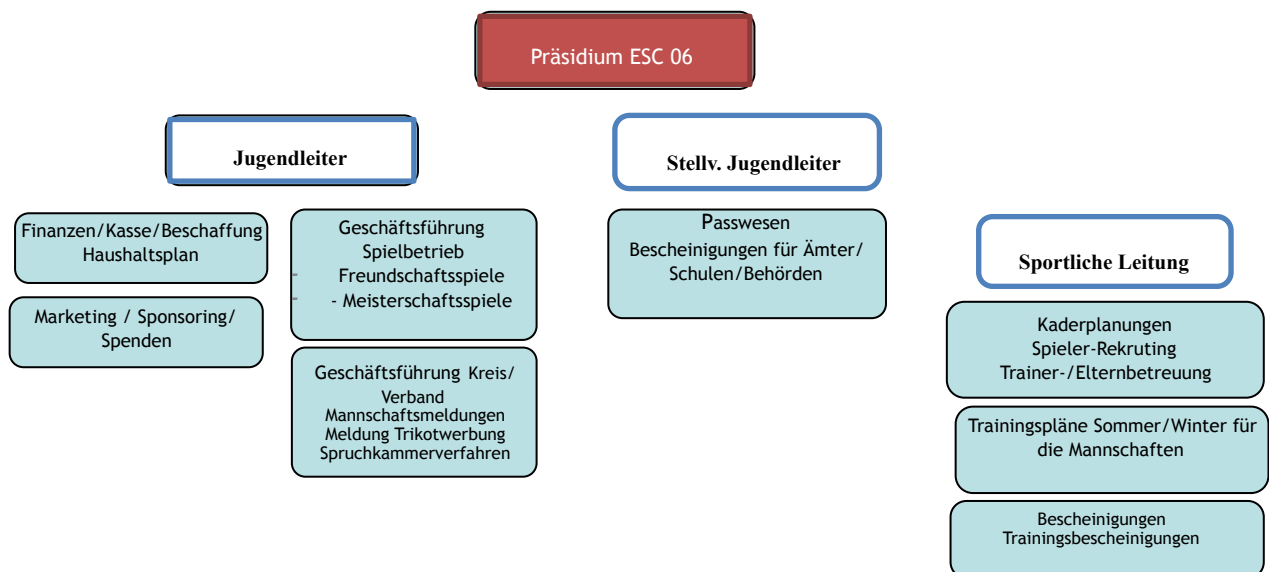 Präsidium ESC 06
Jugendleiter
Finanzen/Kasse/Beschaffung
Haushaltsplan
Marketing / Sponsoring/
Spenden
Geschäftsführung
Spielbetrieb
- Freundschaftsspiele
- - Meisterschaftsspiele
Geschäftsführung Kreis/
Verband
Mannschaftsmeldungen
Meldung Trikotwerbung
Spruchkammerverfahren
Stellv. Jugendleiter
Passwesen
Bescheinigungen für Ämter/
Schulen/Behörden
Sportliche Leitung
Kaderplanungen
Spieler-Rekruting
Trainer-/Elternbetreuung
Trainingspläne Sommer/Winter für
die Mannschaften
Bescheinigungen
Trainingsbescheinigungen